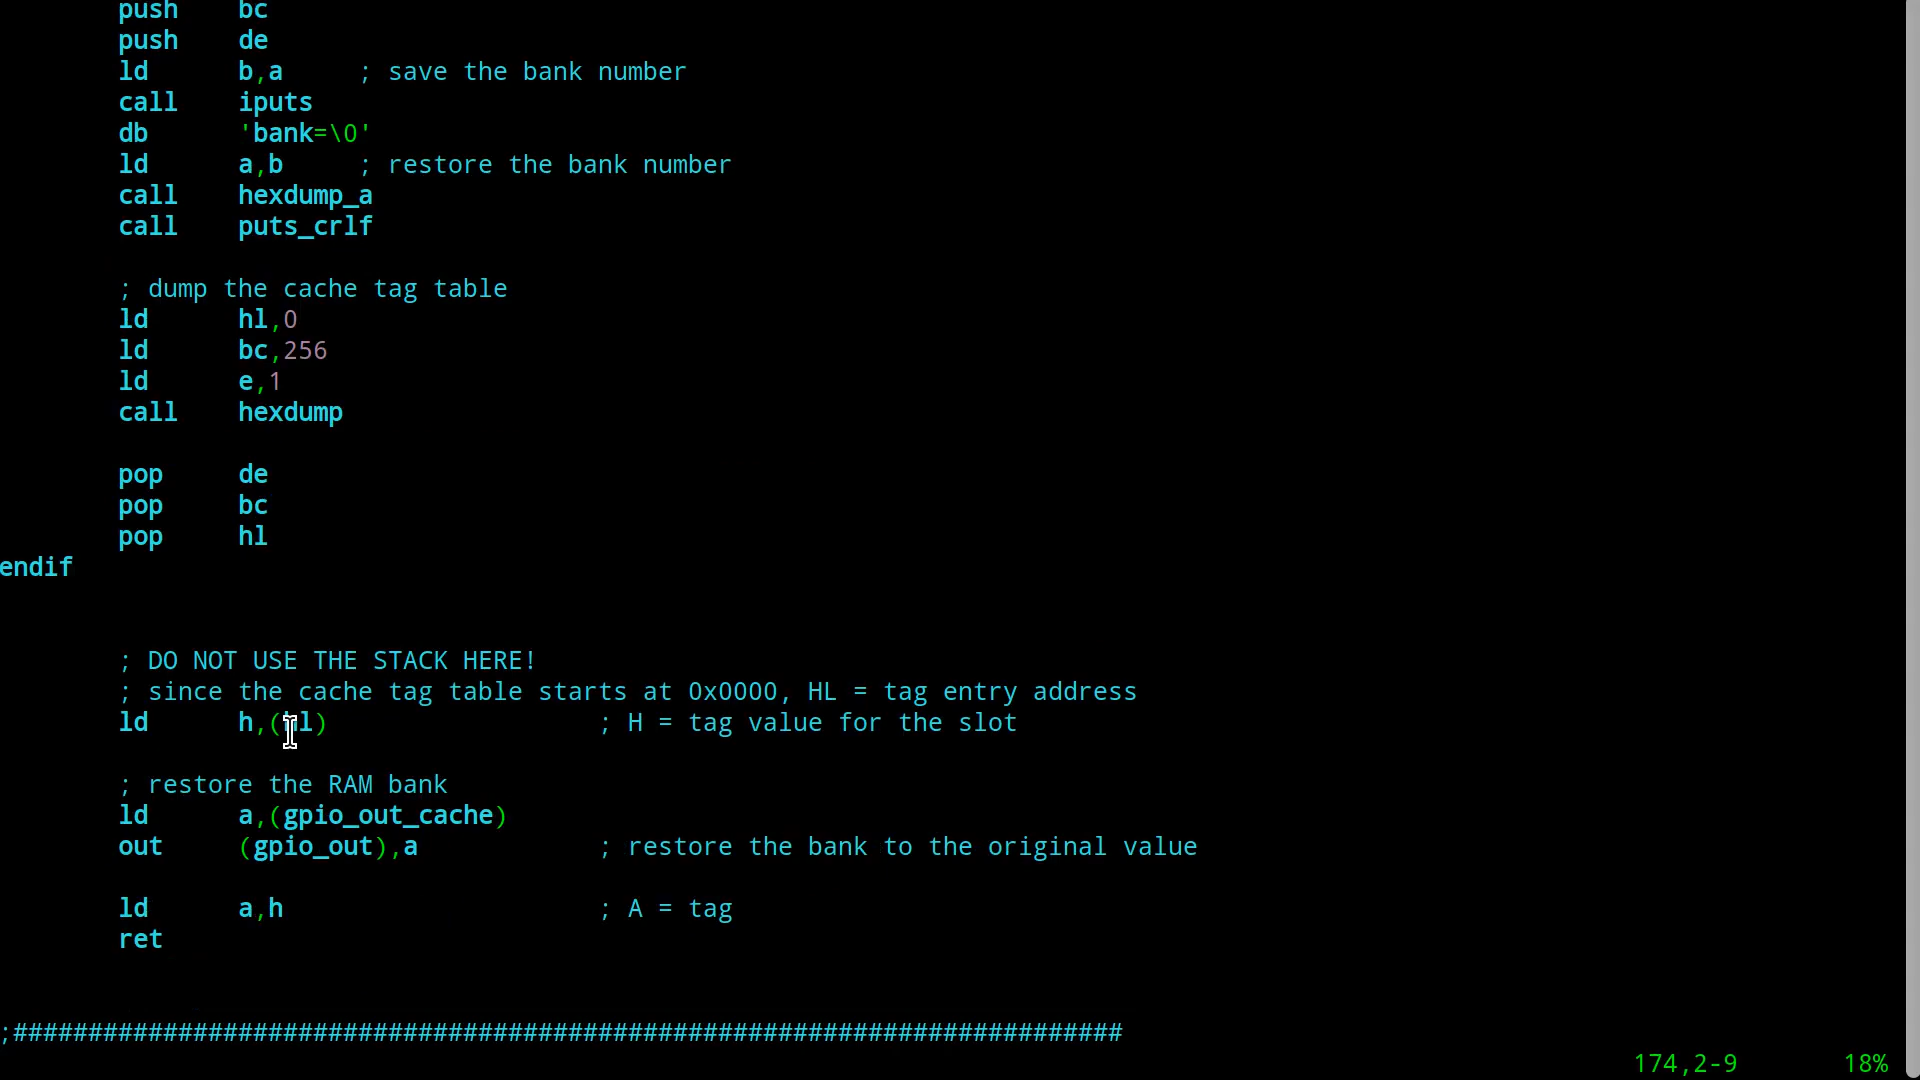 push    bc
push    de
ld      b,a     ; save the bank number
call    iputs
db      'bank=\0'
ld      a,b     ; restore the bank number
call    hexdump_a
call    puts_crlf
; dump the cache tag table
ld      hl,0
ld      bc,256
ld      e,1
call    hexdump
pop     de
pop     bc
pop     hl
endif
; DO NOT USE THE STACK HERE!
; since the cache tag table starts at 0x0000, HL = tag entry address
ld      h,(hl)                  ; H = tag value for the slot
; restore the RAM bank
ld      a,(gpio_out_cache)
out     (gpio_out),a            ; restore the bank to the original value
ld      a,h                     ; A = tag
ret
;##########################################################################
174,2-9       18%